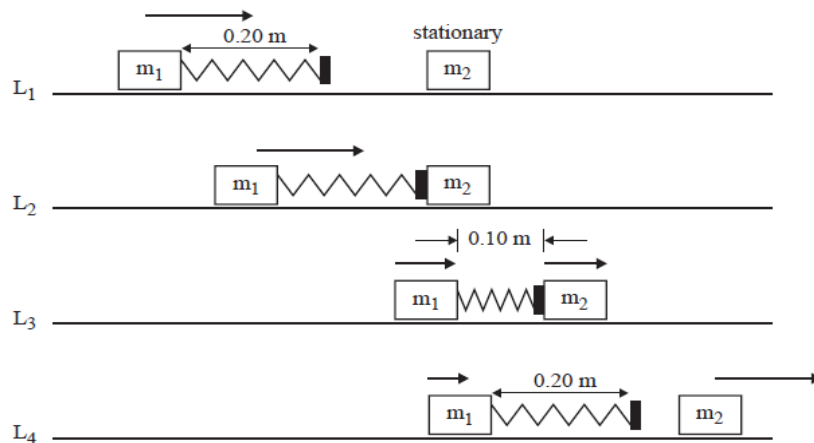 0.20 m
stationary
m₁
m₂
L₁
m₁
m₂
L₂
0.10 m
m₁
m₂
L₃
0.20 m
m₁
m₂
L₄